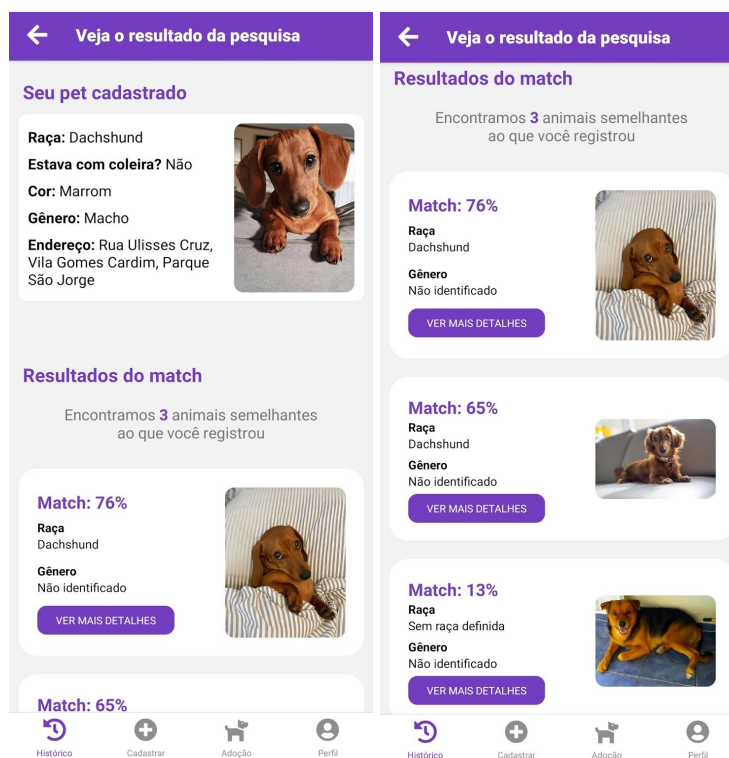 Veja o resultado da pesquisa
Seu pet cadastrado
Raça: Dachshund
Estava com coleira? Não
Cor: Marrom
Gênero: Macho
Endereço: Rua Ulisses Cruz,
Vila Gomes Cardim, Parque
São Jorge
Resultados do match
Encontramos 3 animais semelhantes
ao que você registrou
Match: 76%
Raça
Dachshund
Gênero
Não identificado
VER MAIS DETALHES
Match: 65%
Histórico
Cadastrar
Adoção
Perfil
Veja o resultado da pesquisa
Resultados do match
Encontramos 3 animais semelhantes
ao que você registrou
Match: 76%
Raça
Dachshund
Gênero
Não identificado
VER MAIS DETALHES
Match: 65%
Raça
Dachshund
Gênero
Não identificado
VER MAIS DETALHES
Match: 13%
Raça
Sem raça definida
Gênero
Não identificado
VER MAIS DETALHES
Histórico
Cadastrar
Adoção
Perfil